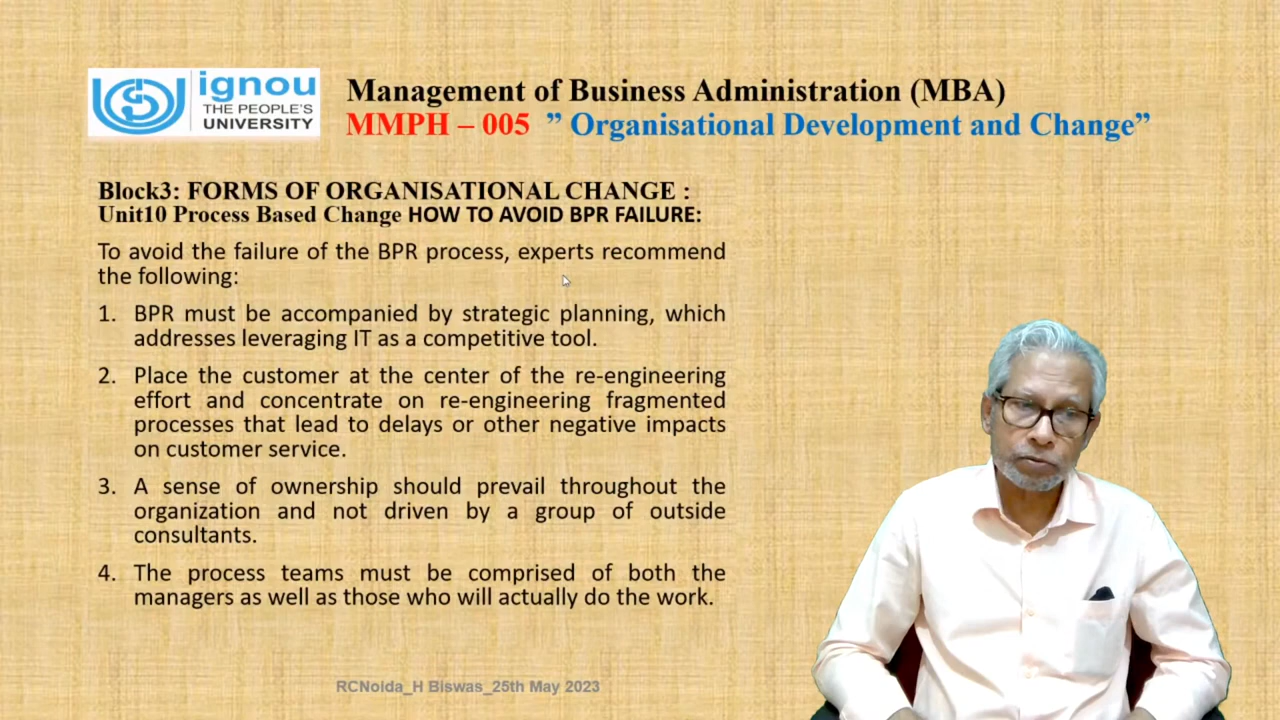 ignou
THE PEOPLE'S
UNIVERSITY
Management of Business Administration (MBA)
MMPH – 005 ” Organisational Development and Change”
Block3: FORMS OF ORGANISATIONAL CHANGE :
Unit10 Process Based Change HOW TO AVOID BPR FAILURE:
To avoid the failure of the BPR process, experts recommend
the following:
1. BPR must be accompanied by strategic planning, which
addresses leveraging IT as a competitive tool.
2. Place the customer at the center of the re-engineering
effort and concentrate on re-engineering fragmented
processes that lead to delays or other negative impacts
on customer service.
3. A sense of ownership should prevail throughout the
organization and not driven by a group of outside
consultants.
4. The process teams must be comprised of both the
managers as well as those who will actually do the work.
RCNoida_H Biswas_25th May 2023